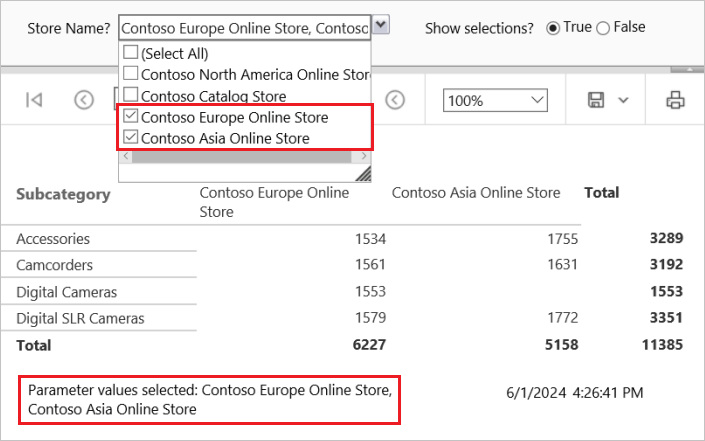 Store Name? Contoso Europe Online Store, Contoso Show selections? True False
(Select All)
Contoso North America Online Stor
Contoso Catalog Store
100%
Contoso Europe Online Store
Contoso Asia Online Store
Subcategory Contoso Europe Online Store Contoso Asia Online Store Total
Accessories 1534 1755 3289
Camcorders 1561 1631 3192
Digital Cameras 1553 1553
Digital SLR Cameras 1579 1772 3351
Total 6227 5158 11385
Parameter values selected: Contoso Europe Online Store,
Contoso Asia Online Store
6/1/2024 4:26:41 PM